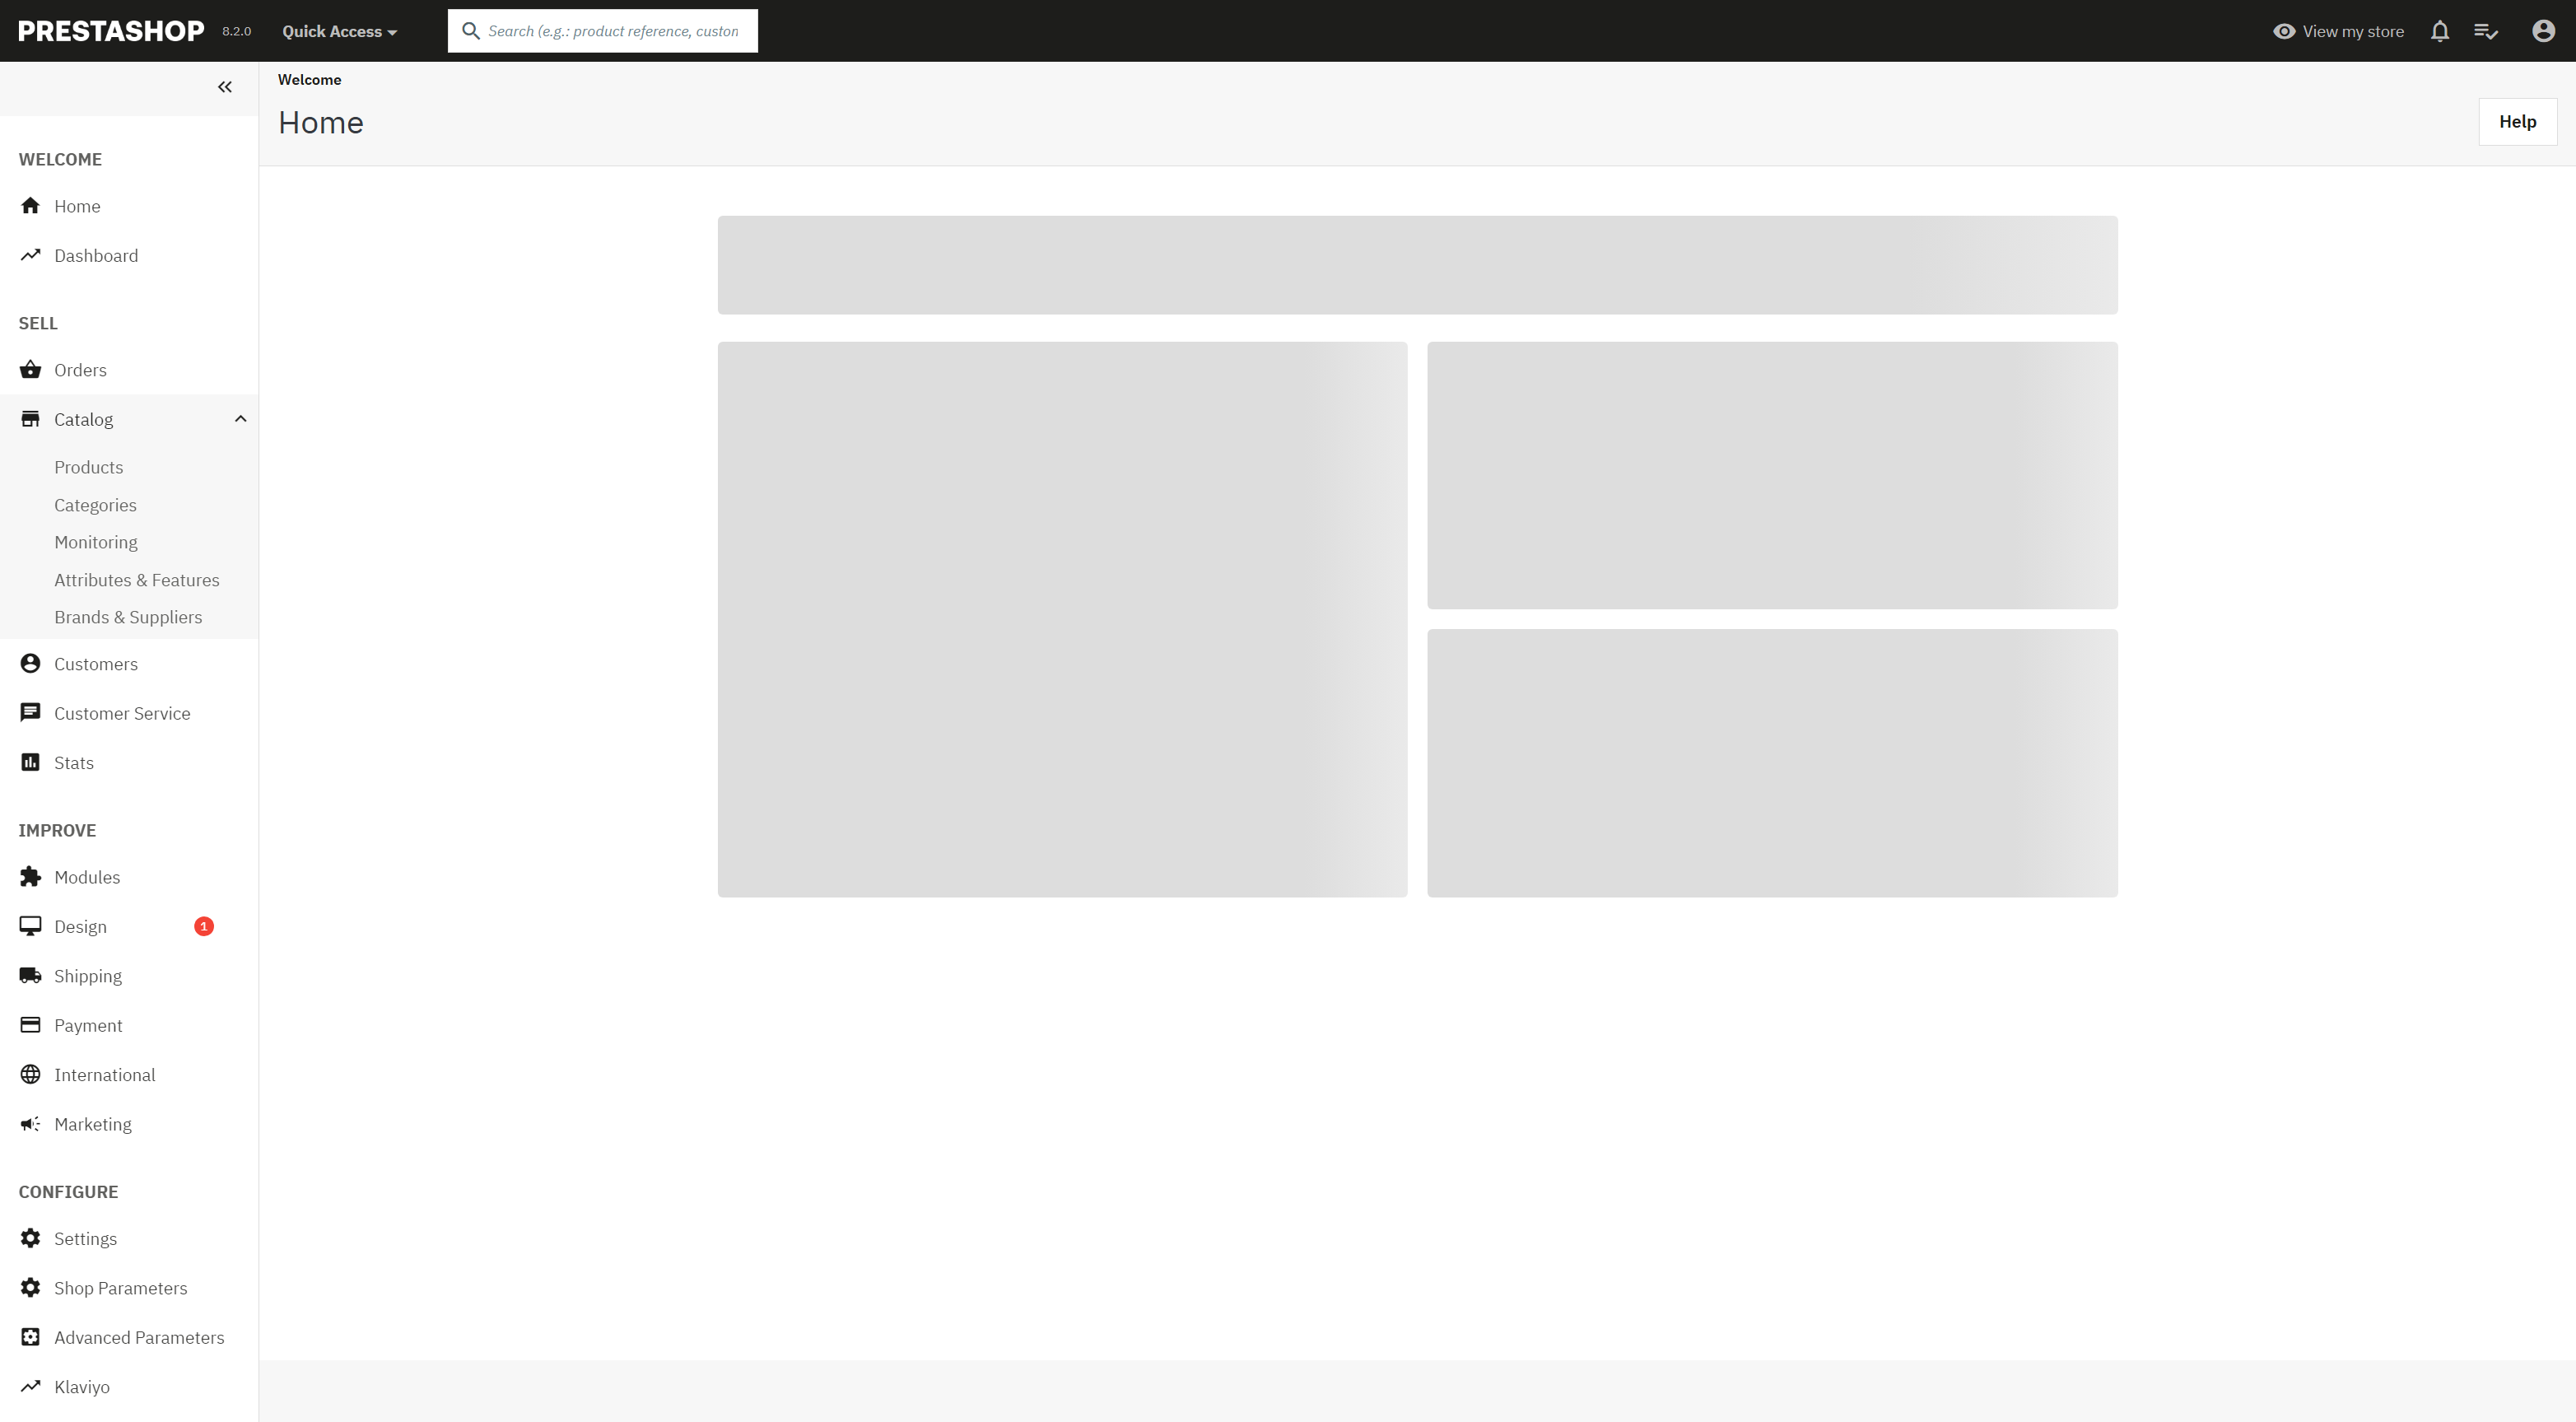 PRESTASHOP 8.2.0 Quick Access Search (e.g.: product reference, custon View my store
Welcome
Home
Help
WELCOME
Home
Dashboard
SELL
Orders
Catalog
Products
Categories
Monitoring
Attributes & Features
Brands & Suppliers
Customers
Customer Service
Stats
IMPROVE
Modules
Design 1
Shipping
Payment
International
Marketing
CONFIGURE
Settings
Shop Parameters
Advanced Parameters
Klaviyo